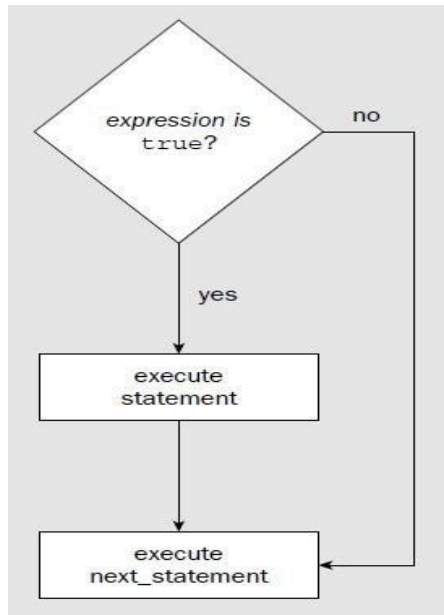 expression is
true?
no
yes
execute
statement
execute
next_statement